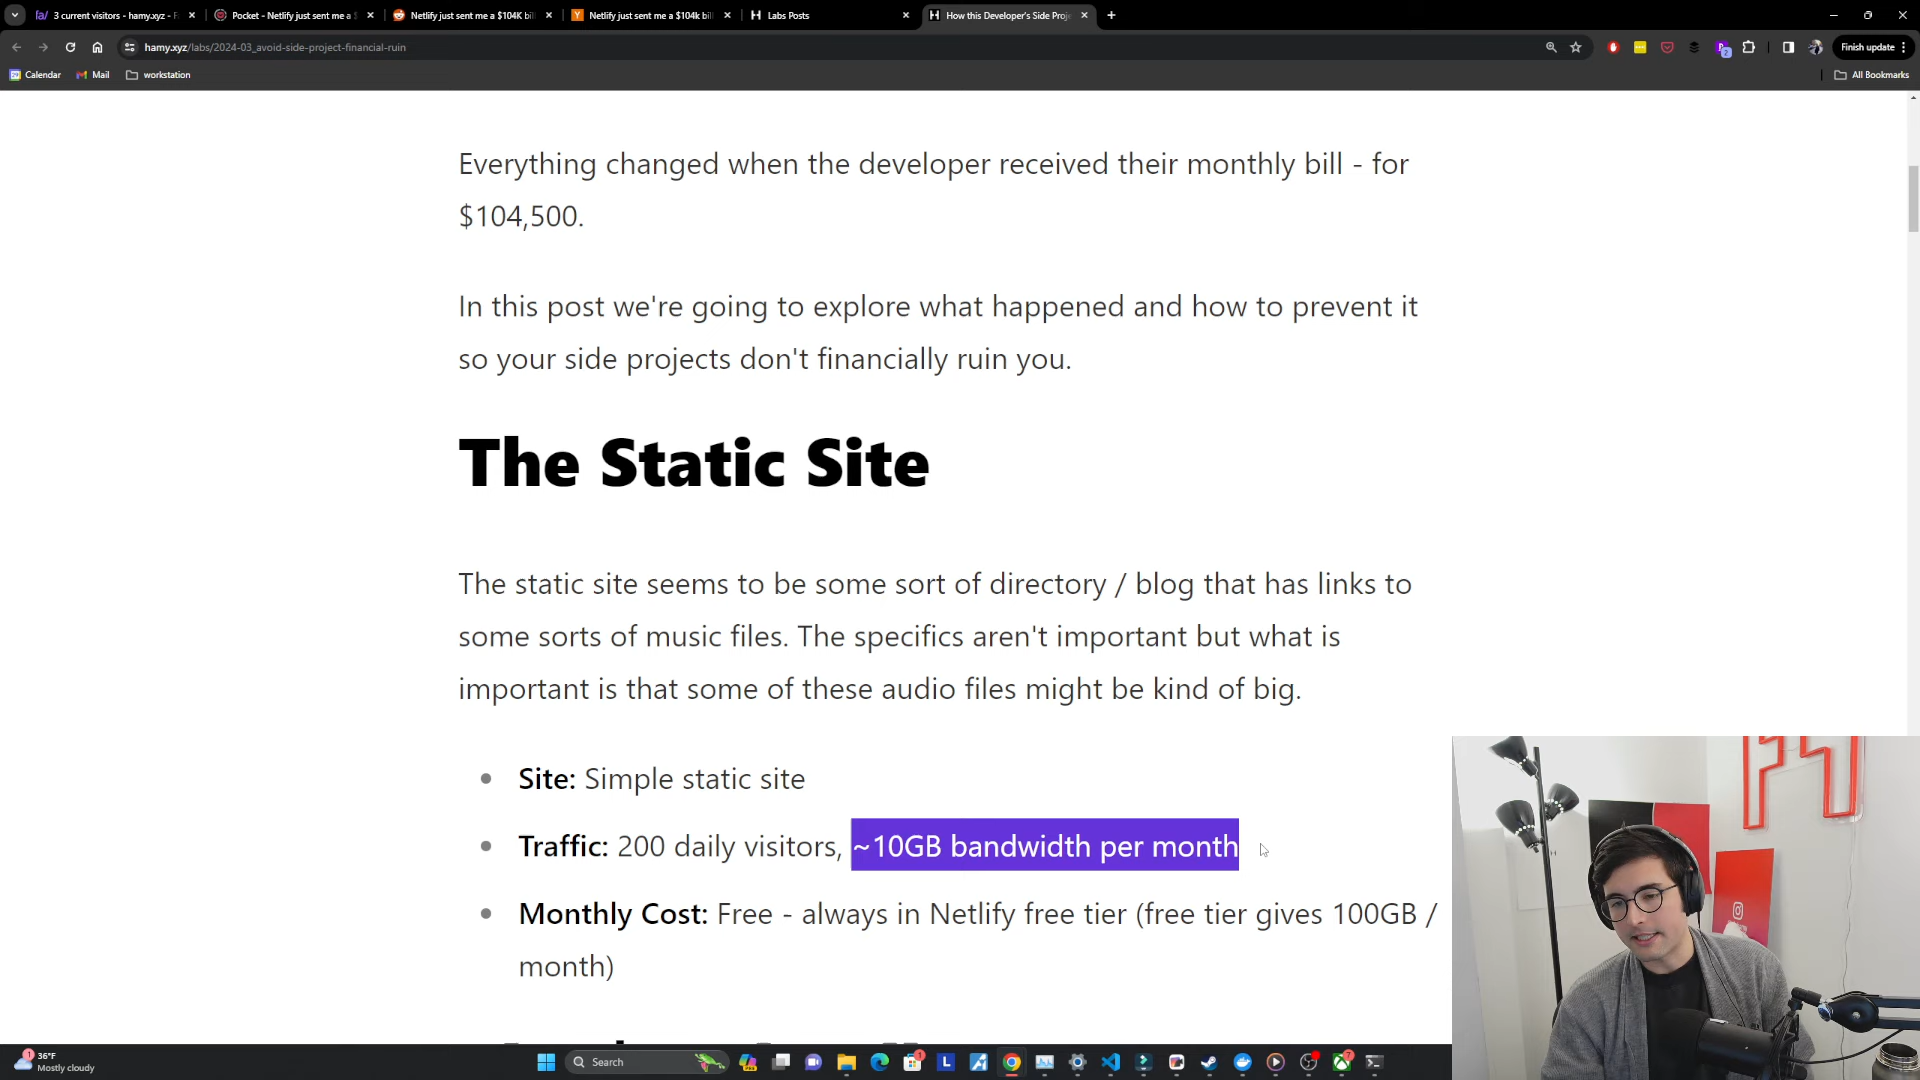 3 current visitors - hamy.xyz - F
Pocket - Netlify just sent me a $
Netlify just sent me a $104K bil
Netlify just sent me a $104k bil
Labs Posts
How this Developer's Side Proj
hamy.xyz/labs/2024-03_avoid-side-project-financial-ruin
Finish update
Calendar
Mail
workstation
All Bookmarks
Everything changed when the developer received their monthly bill - for
$104,500.
In this post we're going to explore what happened and how to prevent it
so your side projects don't financially ruin you.
The Static Site
The static site seems to be some sort of directory / blog that has links to
some sorts of music files. The specifics aren't important but what is
important is that some of these audio files might be kind of big.
Site: Simple static site
Traffic: 200 daily visitors, ~10GB bandwidth per month
Monthly Cost: Free - always in Netlify free tier (free tier gives 100GB /
month)
36°F
Mostly cloudy
Search